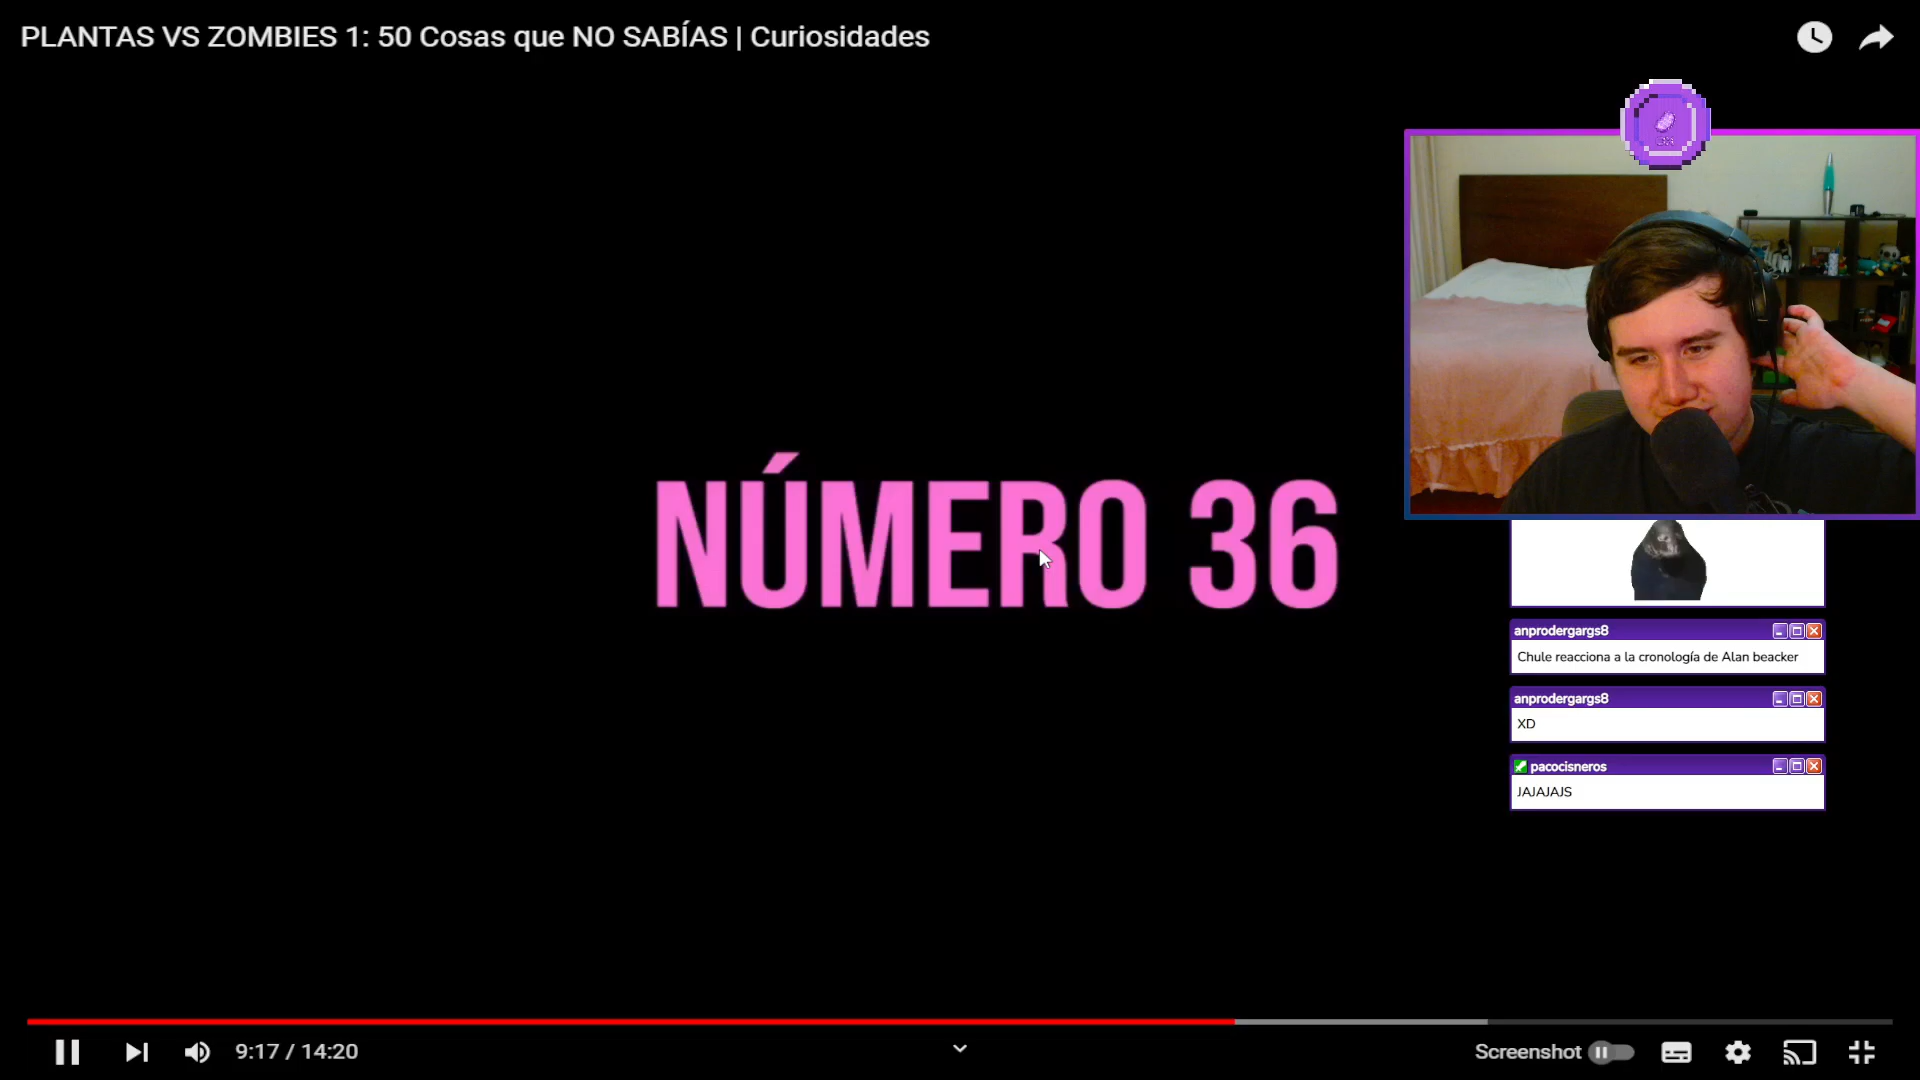 PLANTAS VS ZOMBIES 1: 50 Cosas que NO SABÍAS | Curiosidades
NÚMERO 36
anprodergargs8
Chule reacciona a la cronología de Alan beacker
anprodergargs8
XD
pacocisneros
JAJAJAJS
9:17 / 14:20
Screenshot